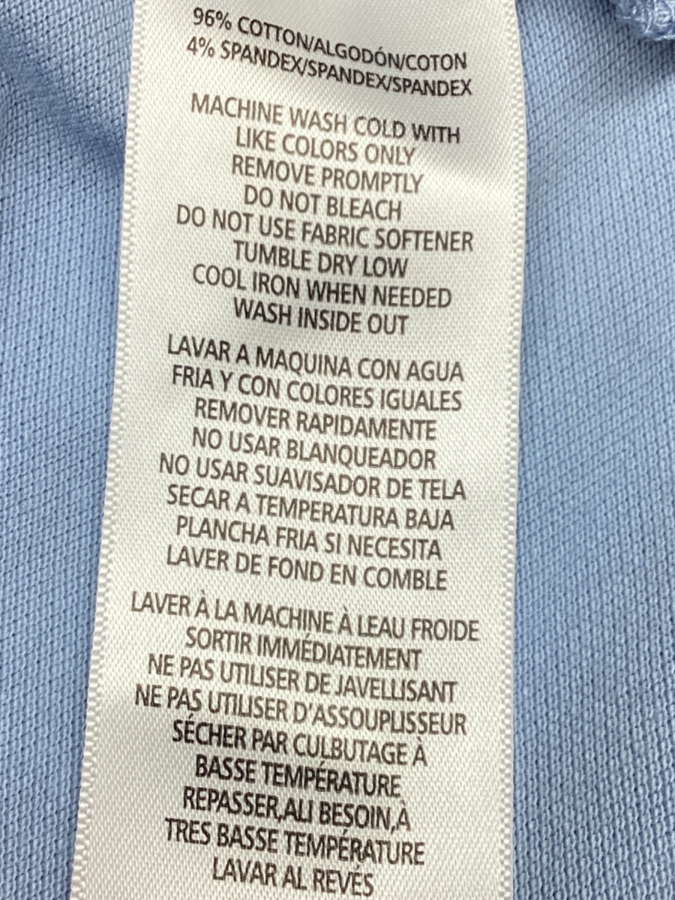 96% COTTON/ALGODÓN/COTON
4% SPANDEX/SPANDEX/SPANDEX
MACHINE WASH COLD WITH
LIKE COLORS ONLY
REMOVE PROMPTLY
DO NOT BLEACH
DO NOT USE FABRIC SOFTENER
TUMBLE DRY LOW
COOL IRON WHEN NEEDED
WASH INSIDE OUT
LAVAR A MAQUINA CON AGUA
FRIA Y CON COLORES IGUALES
REMOVER RAPIDAMENTE
NO USAR BLANQUEADOR
NO USAR SUAVISADOR DE TELA
SECAR A TEMPERATURA BAJA
PLANCHA FRIA SI NECESITA
LAVER DE FOND EN COMBLE
LAVER À LA MACHINE À LEAU FROIDE
SORTIR IMMÉDIATEMENT
NE PAS UTILISER DE JAVELLISANT
NE PAS UTILISER D'ASSOUPLISSEUR
SÉCHER PAR CULBUTAGE À
BASSE TEMPÉRATURE
REPASSER,ALI BESOIN,À
TRES BASSE TEMPÉRATURE
LAVAR AL REVÉS